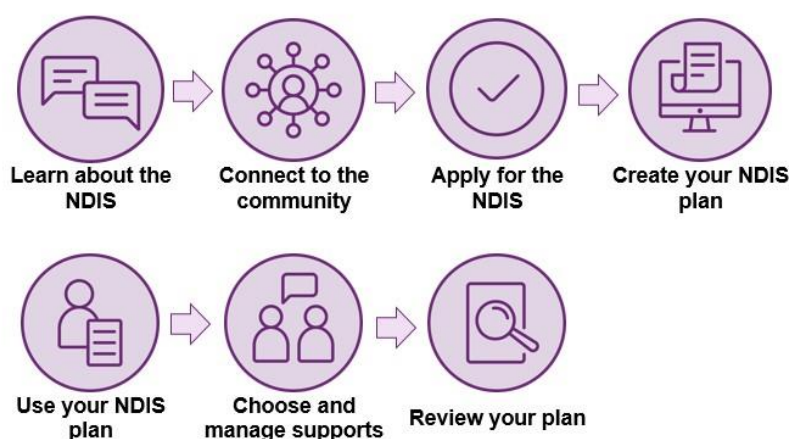 Learn about the
NDIS
Connect to the
community
Apply for the
NDIS
Create your NDIS
plan
Use your NDIS
plan
Choose and
manage supports
Review your plan